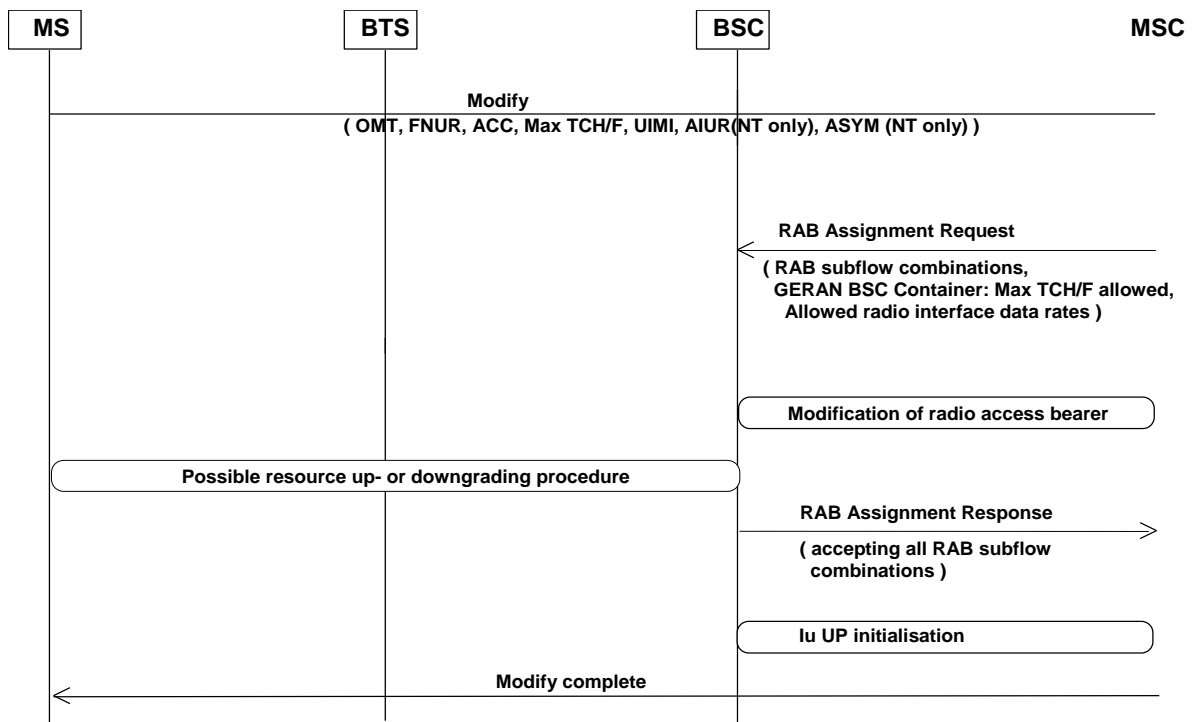 MS BTS BSC MSC
Modify
( OMT, FNUR, ACC, Max TCH/F, UIMI, AIUR(NT only), ASYM (NT only) )
RAB Assignment Request
( RAB subflow combinations,
GERAN BSC Container: Max TCH/F allowed,
Allowed radio interface data rates )
Modification of radio access bearer
Possible resource up- or downgrading procedure
RAB Assignment Response
( accepting all RAB subflow
combinations )
Iu UP initialisation
Modify complete